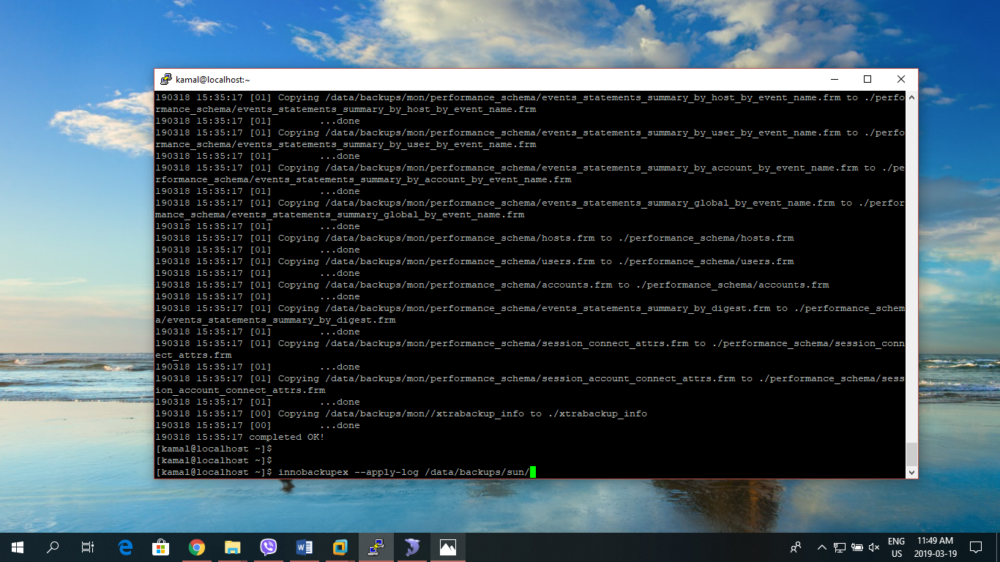 kamal@localhost:~
190318 15:35:17 [01] Copying /data/backups/mon/performance_schema/events_statements_summary_by_host_by_event_name.frm to ./perfo
rmance_schema/events_statements_summary_by_host_by_event_name.frm
190318 15:35:17 [01]        ...done
190318 15:35:17 [01] Copying /data/backups/mon/performance_schema/events_statements_summary_by_user_by_event_name.frm to ./perfo
rmance_schema/events_statements_summary_by_user_by_event_name.frm
190318 15:35:17 [01]        ...done
190318 15:35:17 [01] Copying /data/backups/mon/performance_schema/events_statements_summary_by_account_by_event_name.frm to ./pe
rformance_schema/events_statements_summary_by_account_by_event_name.frm
190318 15:35:17 [01]        ...done
190318 15:35:17 [01] Copying /data/backups/mon/performance_schema/events_statements_summary_global_by_event_name.frm to ./perfor
mance_schema/events_statements_summary_global_by_event_name.frm
190318 15:35:17 [01]        ...done
190318 15:35:17 [01] Copying /data/backups/mon/performance_schema/hosts.frm to ./performance_schema/hosts.frm
190318 15:35:17 [01]        ...done
190318 15:35:17 [01] Copying /data/backups/mon/performance_schema/users.frm to ./performance_schema/users.frm
190318 15:35:17 [01]        ...done
190318 15:35:17 [01] Copying /data/backups/mon/performance_schema/accounts.frm to ./performance_schema/accounts.frm
190318 15:35:17 [01]        ...done
190318 15:35:17 [01] Copying /data/backups/mon/performance_schema/events_statements_summary_by_digest.frm to ./performance_schem
a/events_statements_summary_by_digest.frm
190318 15:35:17 [01]        ...done
190318 15:35:17 [01] Copying /data/backups/mon/performance_schema/session_connect_attrs.frm to ./performance_schema/session_conn
ect_attrs.frm
190318 15:35:17 [01]        ...done
190318 15:35:17 [01] Copying /data/backups/mon/performance_schema/session_account_connect_attrs.frm to ./performance_schema/sess
ion_account_connect_attrs.frm
190318 15:35:17 [01]        ...done
190318 15:35:17 [00] Copying /data/backups/mon//xtrabackup_info to ./xtrabackup_info
190318 15:35:17 [00]        ...done
190318 15:35:17 completed OK!
[kamal@localhost ~]$
[kamal@localhost ~]$
[kamal@localhost ~]$ innobackupex --apply-log /data/backups/sun/
ENG
US
11:49 AM
2019-03-19